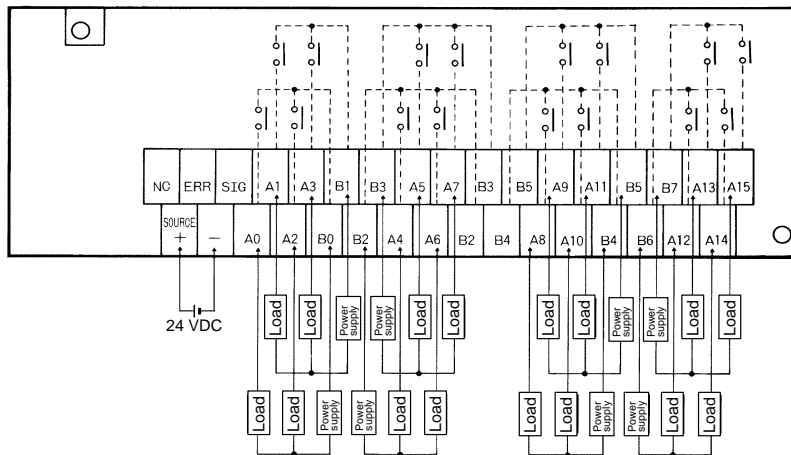 NC ERR SIG A1 A3 B1 B3 A5 A7 B3 B5 A9 A11 B5 B7 A13 A15
SOURCE
+ − A0 A2 B0 B2 A4 A6 B2 B4 A8 A10 B4 B6 A12 A14
24 VDC
Load Load Power supply Power supply Load Load Load Load Power supply Power supply Load Load
Load Load Power supply Power supply Load Load Load Load Power supply Power supply Load Load